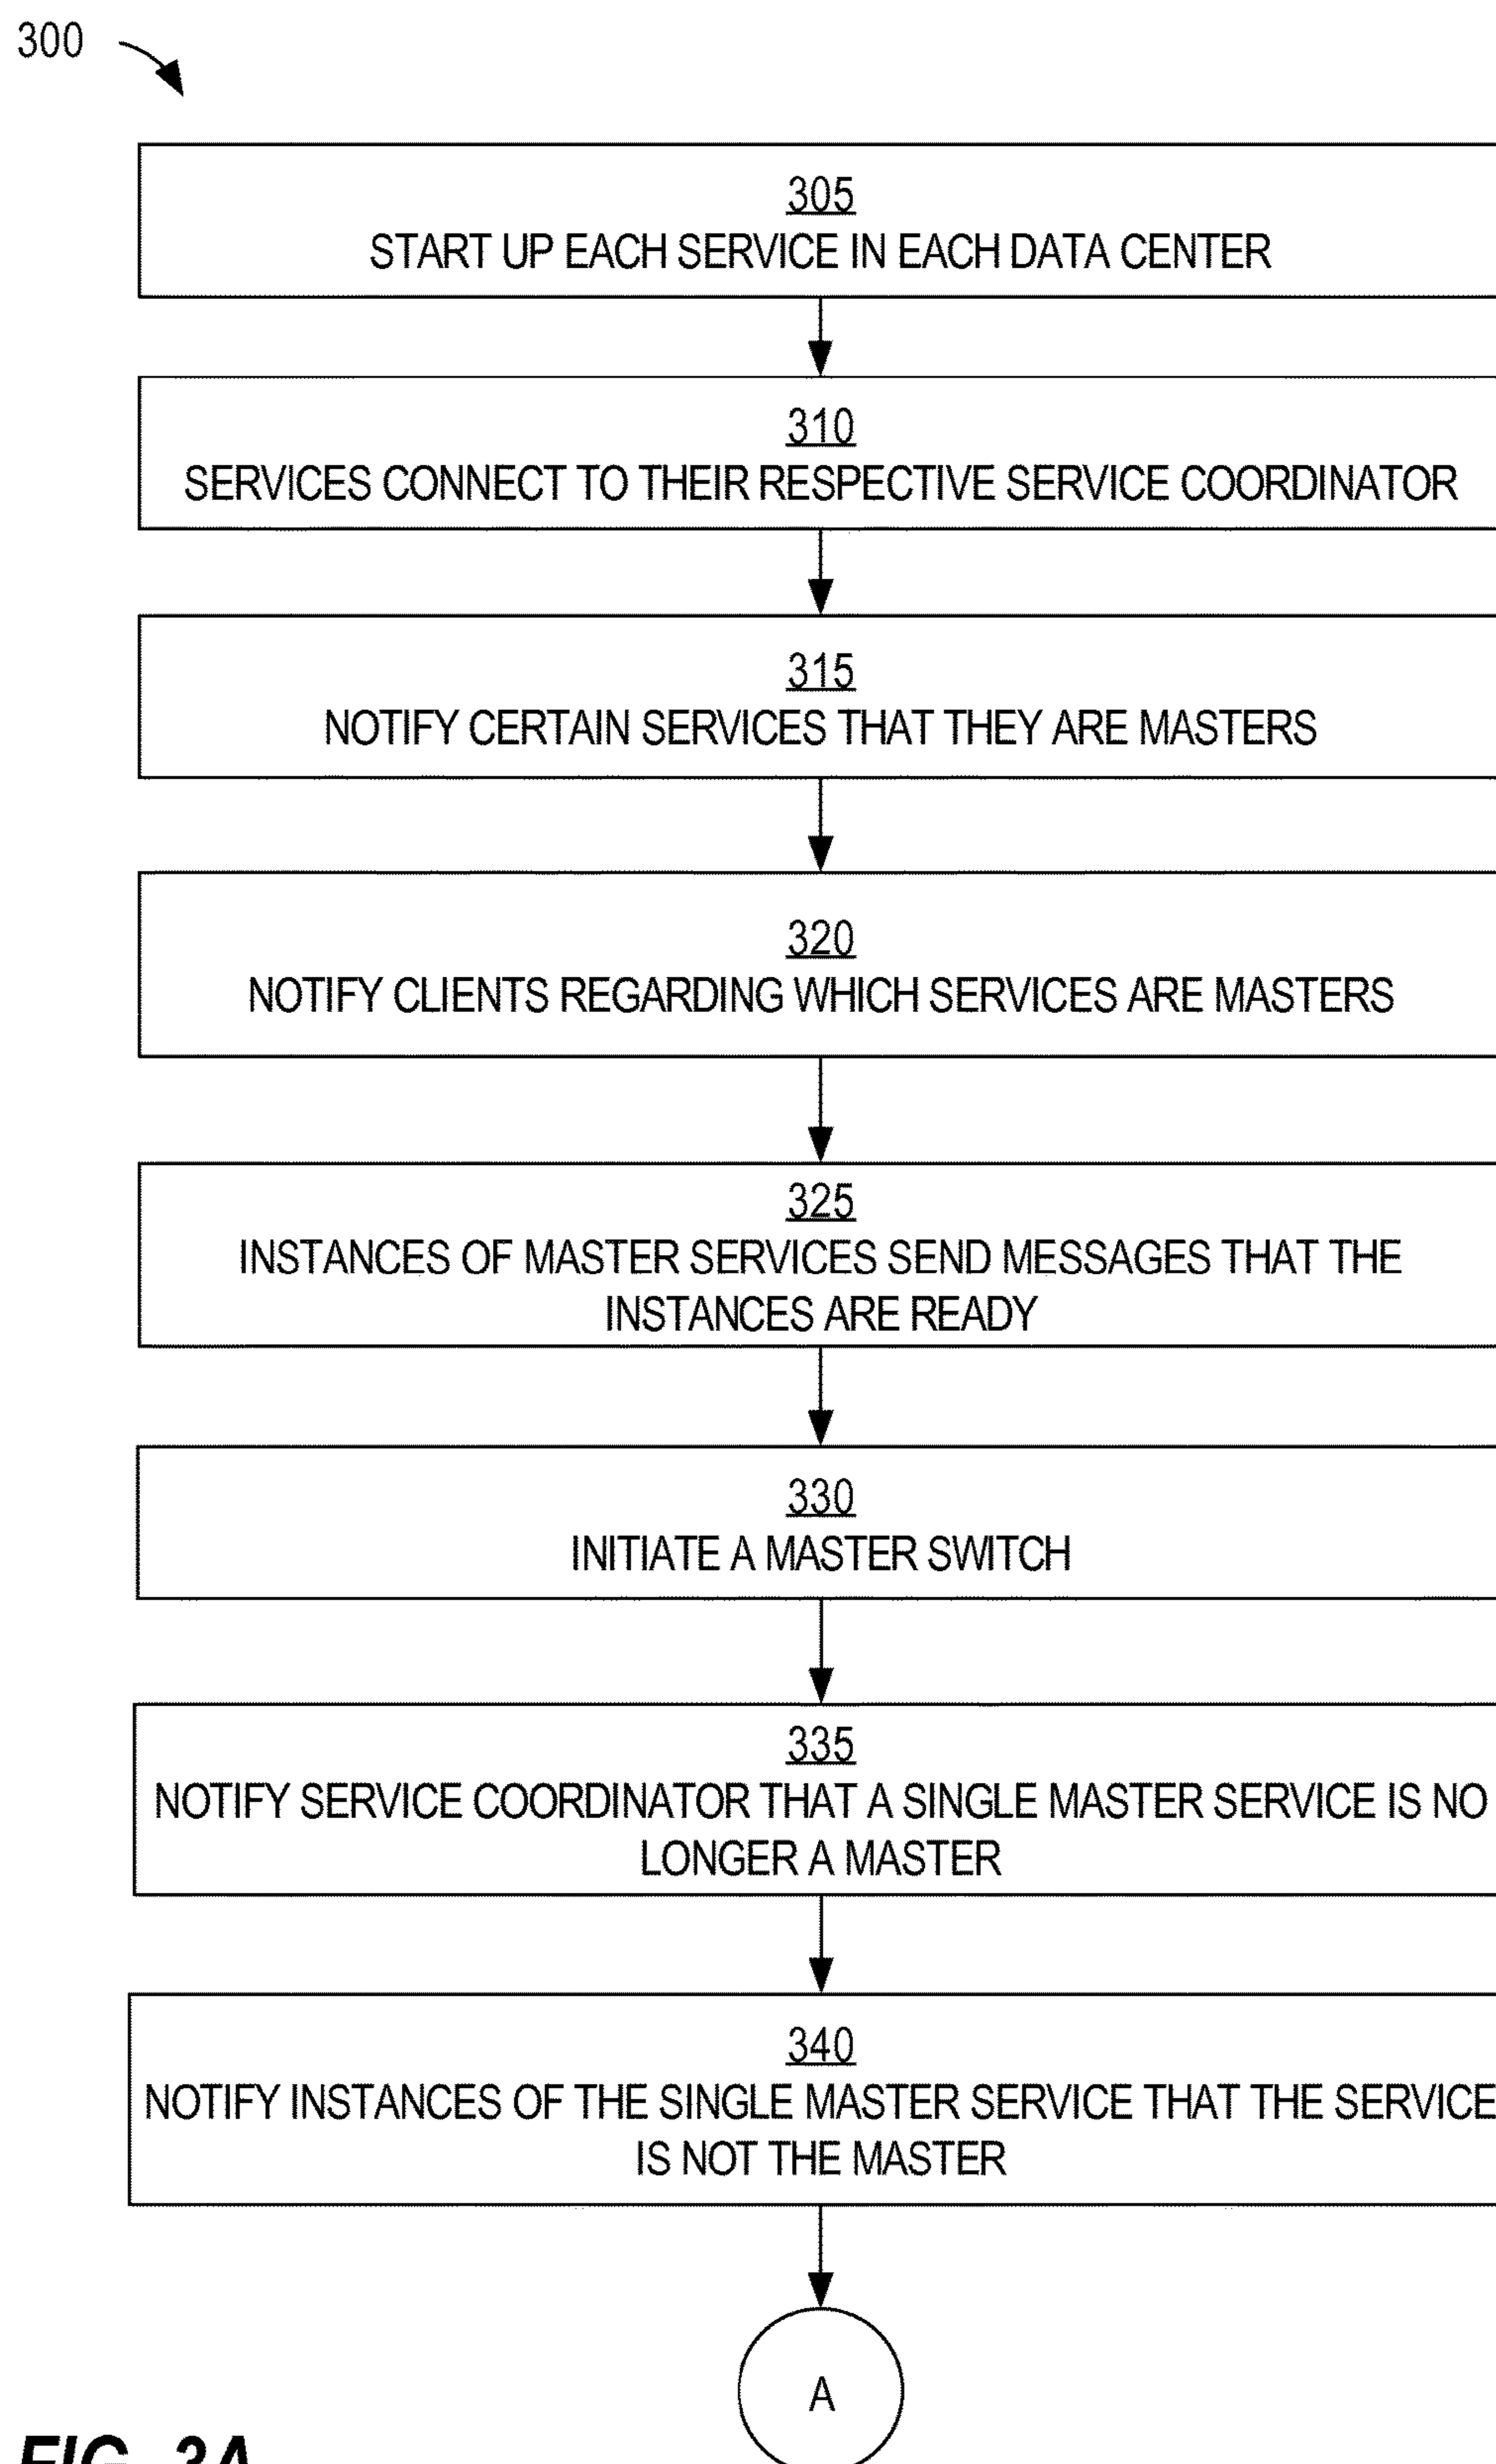 300
305
START UP EACH SERVICE IN EACH DATA CENTER
310
SERVICES CONNECT TO THEIR RESPECTIVE SERVICE COORDINATOR
315
NOTIFY CERTAIN SERVICES THAT THEY ARE MASTERS
320
NOTIFY CLIENTS REGARDING WHICH SERVICES ARE MASTERS
325
INSTANCES OF MASTER SERVICES SEND MESSAGES THAT THE
INSTANCES ARE READY
330
INITIATE A MASTER SWITCH
335
NOTIFY SERVICE COORDINATOR THAT A SINGLE MASTER SERVICE IS NO
LONGER A MASTER
340
NOTIFY INSTANCES OF THE SINGLE MASTER SERVICE THAT THE SERVICE
IS NOT THE MASTER
A
FIG. 3A